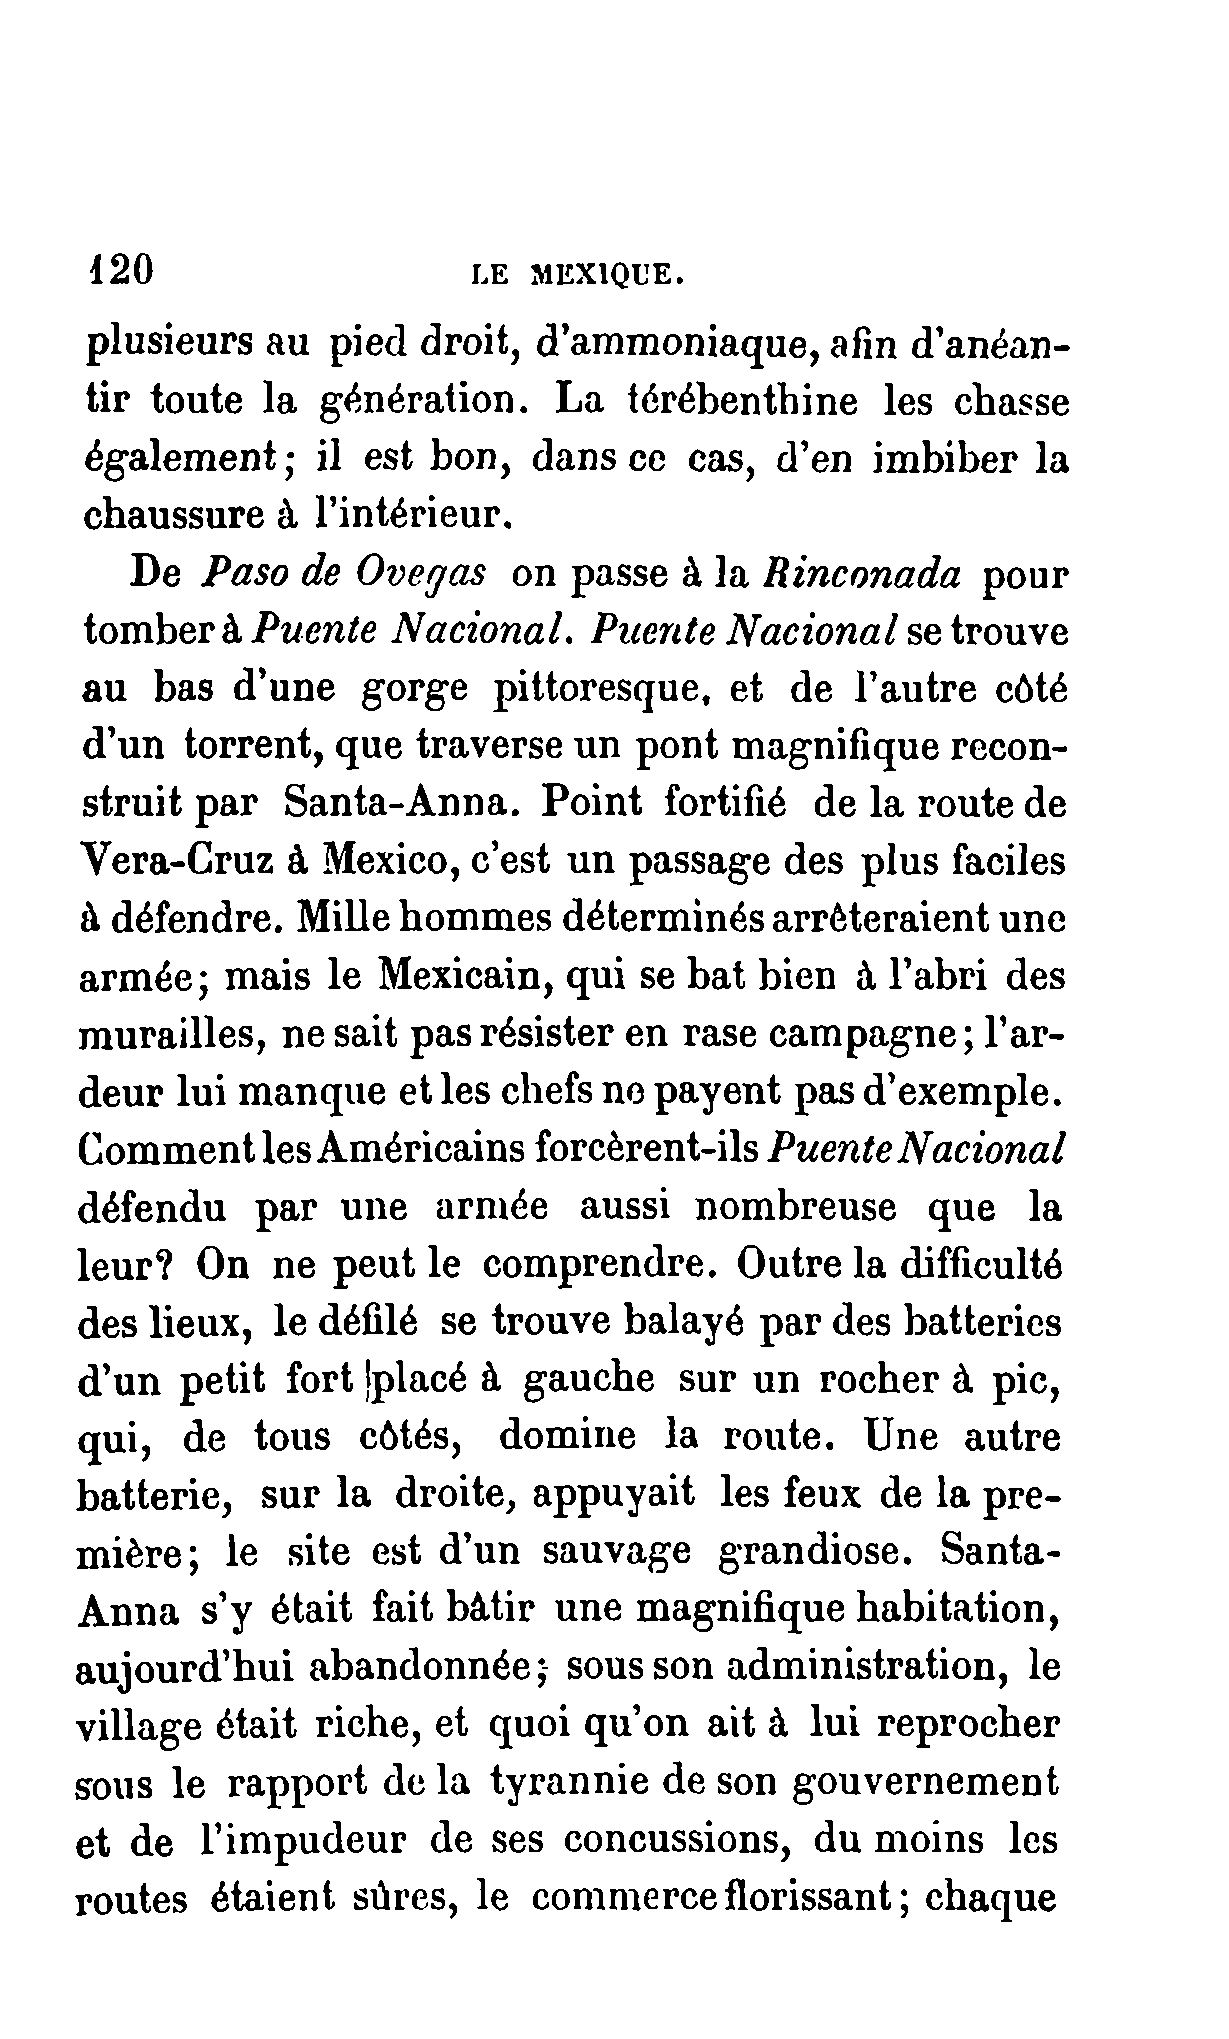 120 LE MEXIQUE.
plusieurs au pied droit, d'ammoniaque, afin d'anéan-
tir toute la génération. La térébenthine les chasse
également; il est bon, dans ce cas, d'en imbiber la
chaussure à l'intérieur.
De Paso de Ovegas on passe à la Rinconada pour
tomber à Puente Nacional. Puente Nacional se trouve
au bas d'une gorge pittoresque, et de l'autre côté
d'un torrent, que traverse un pont magnifique recon-
struit par Santa-Anna. Point fortifié de la route de
Vera-Cruz à Mexico, c'est un passage des plus faciles
à défendre. Mille hommes déterminés arrêteraient une
armée; mais le Mexicain, qui se bat bien à l'abri des
murailles, ne sait pas résister en rase campagne; l'ar-
deur lui manque et les chefs ne payent pas d'exemple.
Comment les Américains forcèrent-ils Puente Nacional
défendu par une armée aussi nombreuse que la
leur? On ne peut le comprendre. Outre la difficulté
des lieux, le défilé se trouve balayé par des batteries
d'un petit fort placé à gauche sur un rocher à pic,
qui, de tous côtés, domine la route. Une autre
batterie, sur la droite, appuyait les feux de la pre-
mière; le site est d'un sauvage grandiose. Santa-
Anna s'y était fait bâtir une magnifique habitation,
aujourd'hui abandonnée; sous son administration, le
village était riche, et quoi qu'on ait à lui reprocher
sous le rapport de la tyrannie de son gouvernement
et de l'impudeur de ses concussions, du moins les
routes étaient sûres, le commerce florissant; chaque